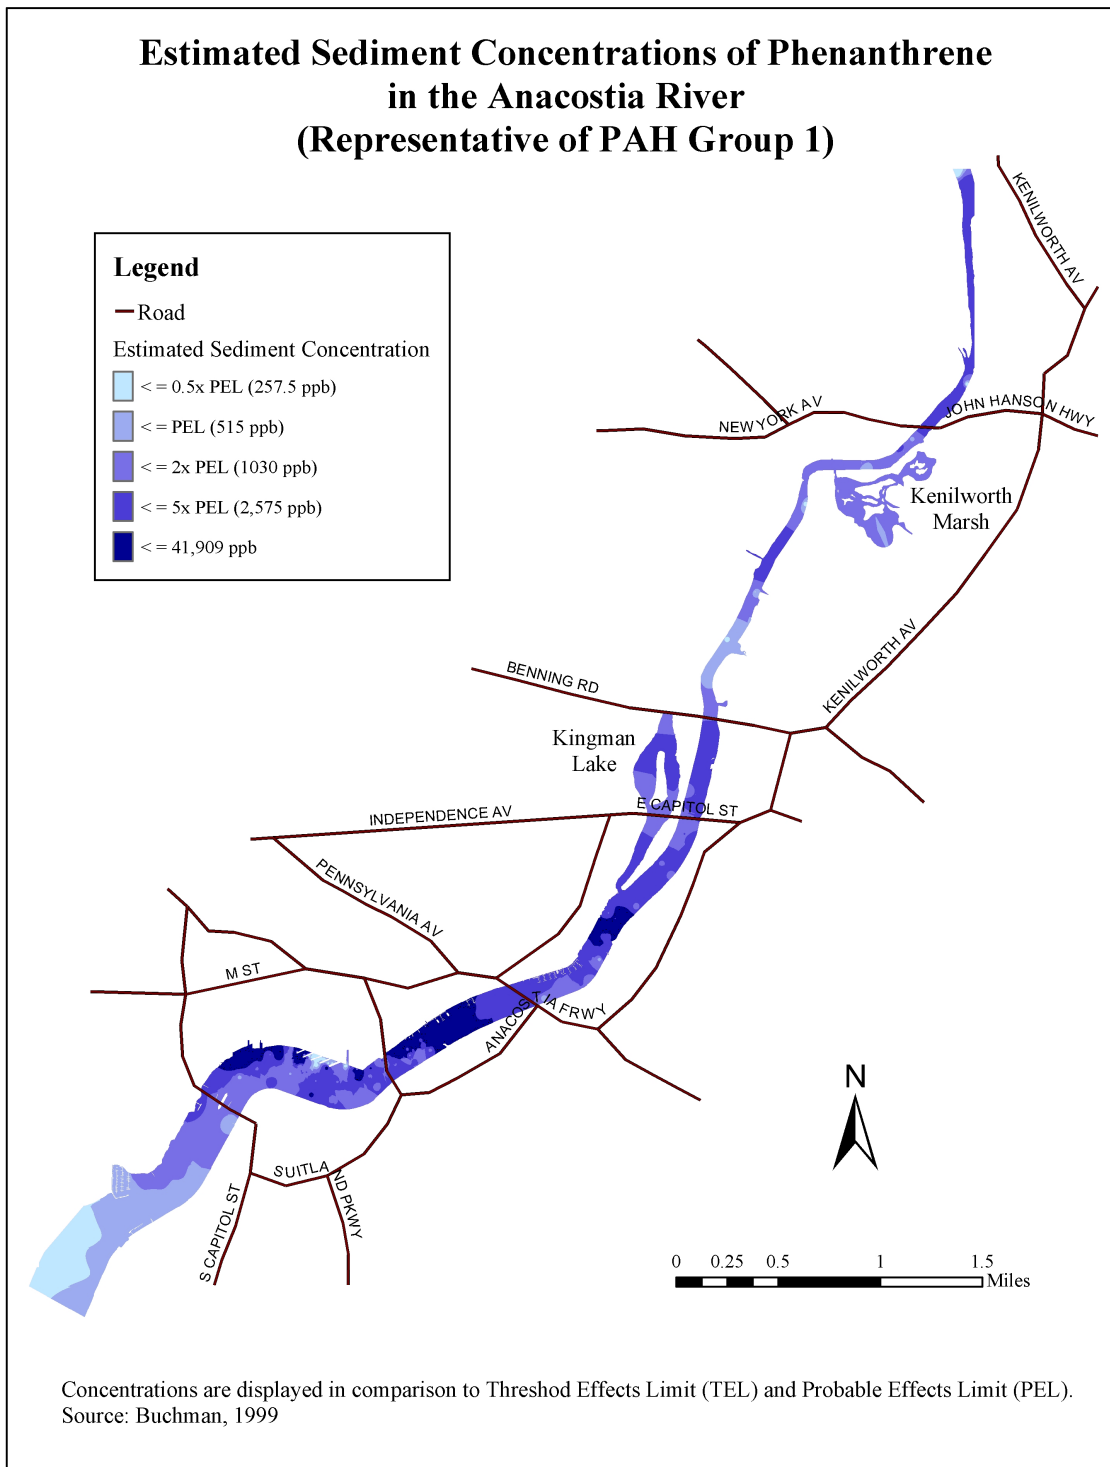 Estimated Sediment Concentrations of Phenanthrene
in the Anacostia River
(Representative of PAH Group 1)
KENILWORTH AV
Legend
Road
Estimated Sediment Concentration
< = 0.5x PEL (257.5 ppb)
< = PEL (515 ppb)
< = 2x PEL (1030 ppb)
< = 5x PEL (2,575 ppb)
< = 41,909 ppb
NEW YORK AV
JOHN HANSON HWY
Kenilworth
Marsh
KENILWORTH AV
BENNING RD
Kingman
Lake
E CAPITOL ST
INDEPENDENCE AV
PENNSYLVANIA AV
M ST
ANACOSTIA FRWY
N
SUITLAND PKWY
S CAPITOL ST
0 0.25 0.5 1 1.5
Miles
Concentrations are displayed in comparison to Threshod Effects Limit (TEL) and Probable Effects Limit (PEL).
Source: Buchman, 1999